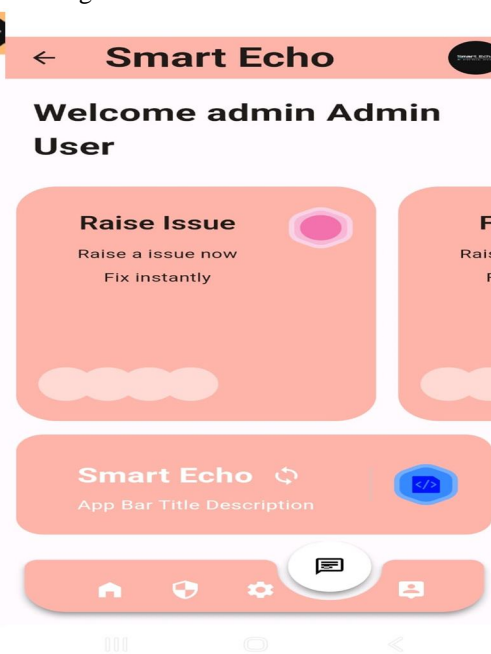 Smart Echo
Welcome admin Admin
User
Raise Issue
Raise a issue now
Fix instantly
Smart Echo
App Bar Title Description